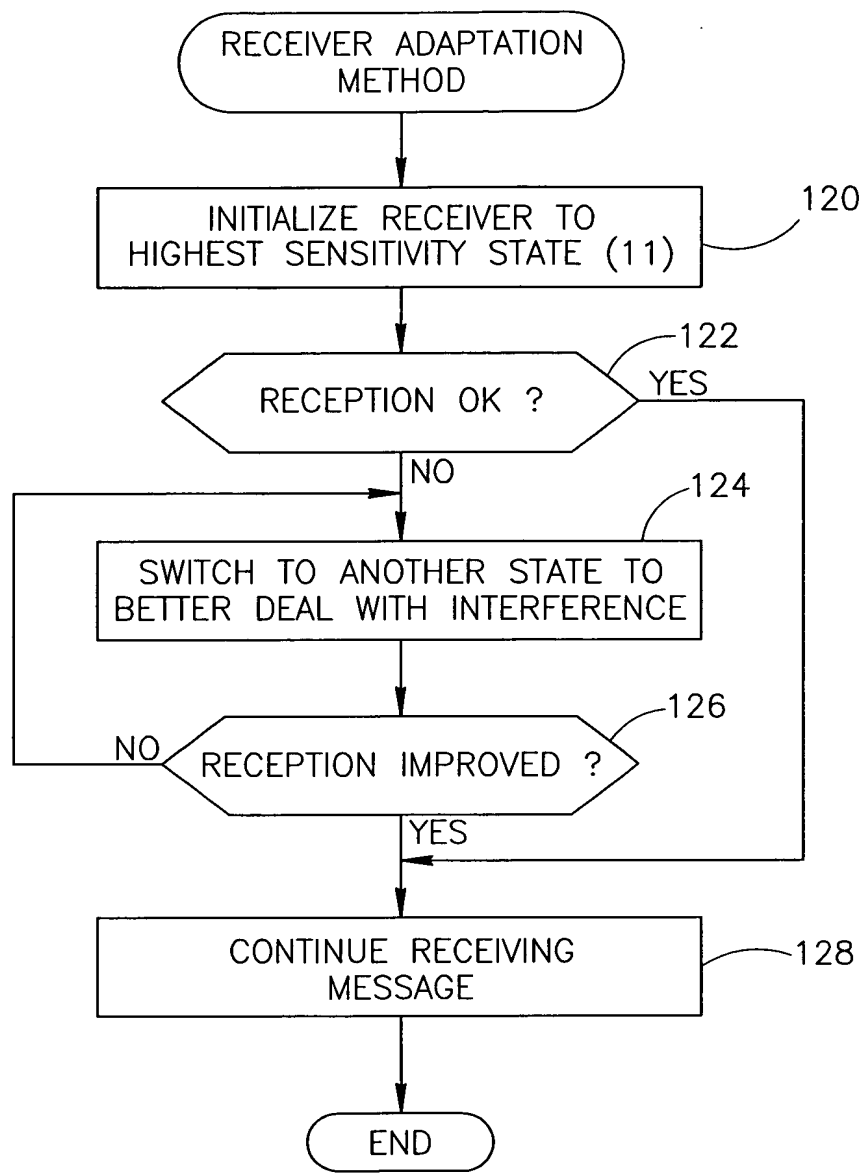 RECEIVER ADAPTATION
METHOD
INITIALIZE RECEIVER TO
HIGHEST SENSITIVITY STATE (11)
120
122
RECEPTION OK ?
YES
NO
124
SWITCH TO ANOTHER STATE TO
BETTER DEAL WITH INTERFERENCE
126
NO
RECEPTION IMPROVED ?
YES
CONTINUE RECEIVING
MESSAGE
128
END